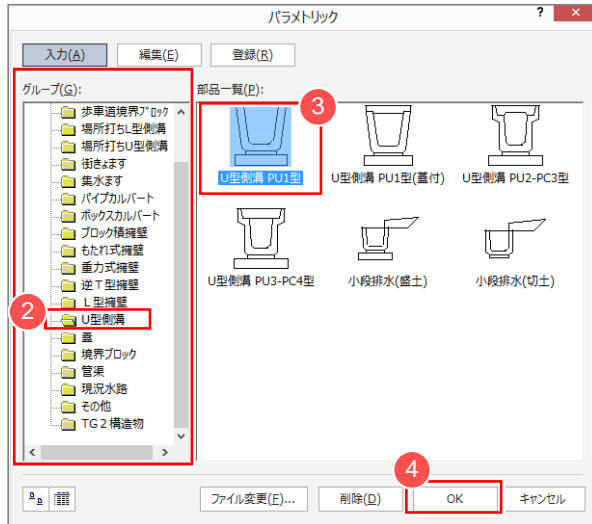 パラメトリック
? ×
入力(A) 編集(E) 登録(R)
グループ(G):
歩車道境界ブロック
場所打ちL型側溝
場所打ちU型側溝
街きょます
集水ます
パイプカルバート
ボックスカルバート
ブロック積擁壁
もたれ式擁壁
重力式擁壁
逆T型擁壁
L型擁壁
2
U型側溝
蓋
境界ブロック
管渠
現況水路
その他
TG2構造物
部品一覧(P):
3
U型側溝 PU1型 U型側溝 PU1型(蓋付) U型側溝 PU2-PC3型
U型側溝 PU3-PC4型 小段排水(盛土) 小段排水(切土)
4
ファイル変更(F)... 削除(D) OK キャンセル